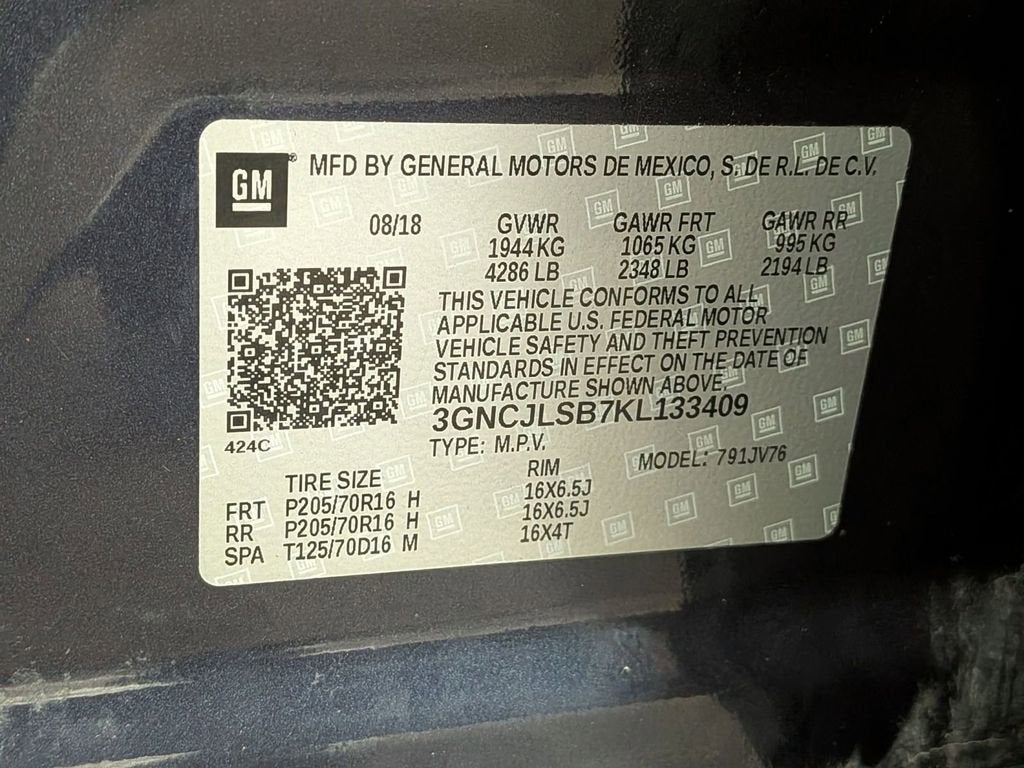 GM
MFD BY GENERAL MOTORS DE MEXICO, S. DE R.L. DE C.V.
08/18 GVWR GAWR FRT GAWR RR
1944 KG 1065 KG 995 KG
4286 LB 2348 LB 2194 LB
THIS VEHICLE CONFORMS TO ALL
APPLICABLE U.S. FEDERAL MOTOR
VEHICLE SAFETY AND THEFT PREVENTION
STANDARDS IN EFFECT ON THE DATE OF
MANUFACTURE SHOWN ABOVE.
3GNCJLSB7KL133409
424C
TYPE: M.P.V. MODEL: 791JV76
TIRE SIZE RIM
FRT P205/70R16 H 16X6.5J
RR P205/70R16 H 16X6.5J
SPA T125/70D16 M 16X4T